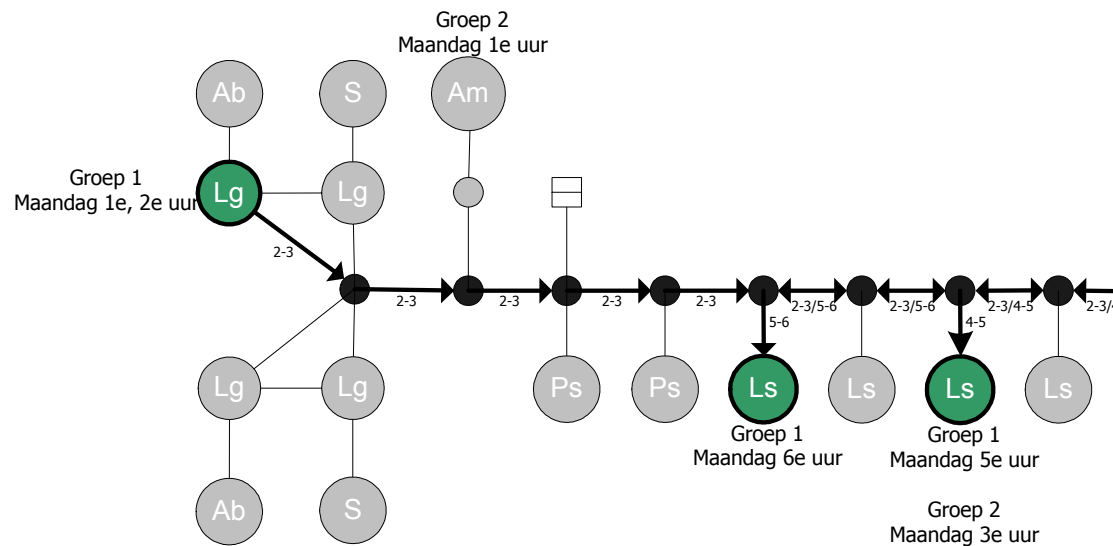 Groep 2
Maandag 1e uur
Ab
S
Am
Groep 1
Maandag 1e, 2e uur
Lg
Lg
2-3
2-3
2-3
2-3
2-3
2-3/5-6
2-3/5-6
2-3/4-5
2-3/4
5-6
4-5
Lg
Lg
Ps
Ps
Ls
Ls
Ls
Ls
Groep 1
Maandag 6e uur
Groep 1
Maandag 5e uur
Ab
S
Groep 2
Maandag 3e uur